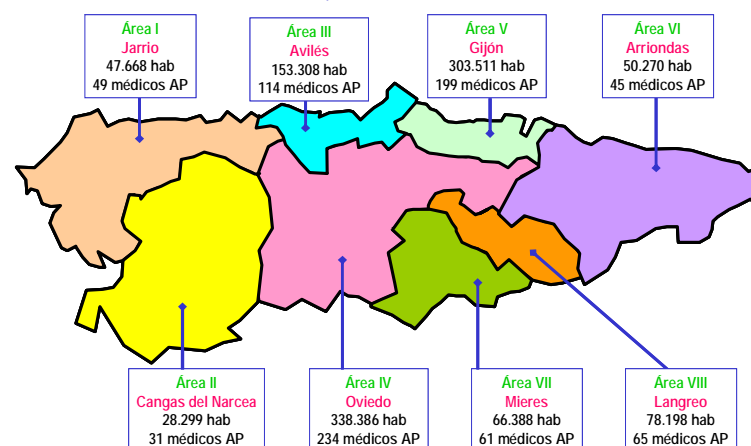 Área I
Jarrio
47.668 hab
49 médicos AP
Área III
Avilés
153.308 hab
114 médicos AP
Área V
Gijón
303.511 hab
199 médicos AP
Área VI
Arriondas
50.270 hab
45 médicos AP
Área II
Cangas del Narcea
28.299 hab
31 médicos AP
Área IV
Oviedo
338.386 hab
234 médicos AP
Área VII
Mieres
66.388 hab
61 médicos AP
Área VIII
Langreo
78.198 hab
65 médicos AP